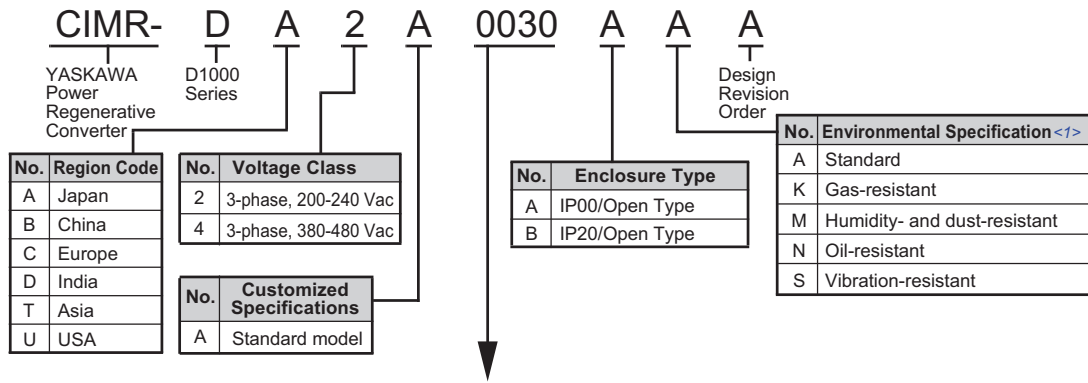 CIMR- D A 2 A 0030 A A A
YASKAWA
Power
Regenerative
Converter
D1000
Series
Design
Revision
Order
No. Region Code
A Japan
B China
C Europe
D India
T Asia
U USA
No. Voltage Class
2 3-phase, 200-240 Vac
4 3-phase, 380-480 Vac
No. Customized
Specifications
A Standard model
No. Enclosure Type
A IP00/Open Type
B IP20/Open Type
No. Environmental Specification <1>
A Standard
K Gas-resistant
M Humidity- and dust-resistant
N Oil-resistant
S Vibration-resistant